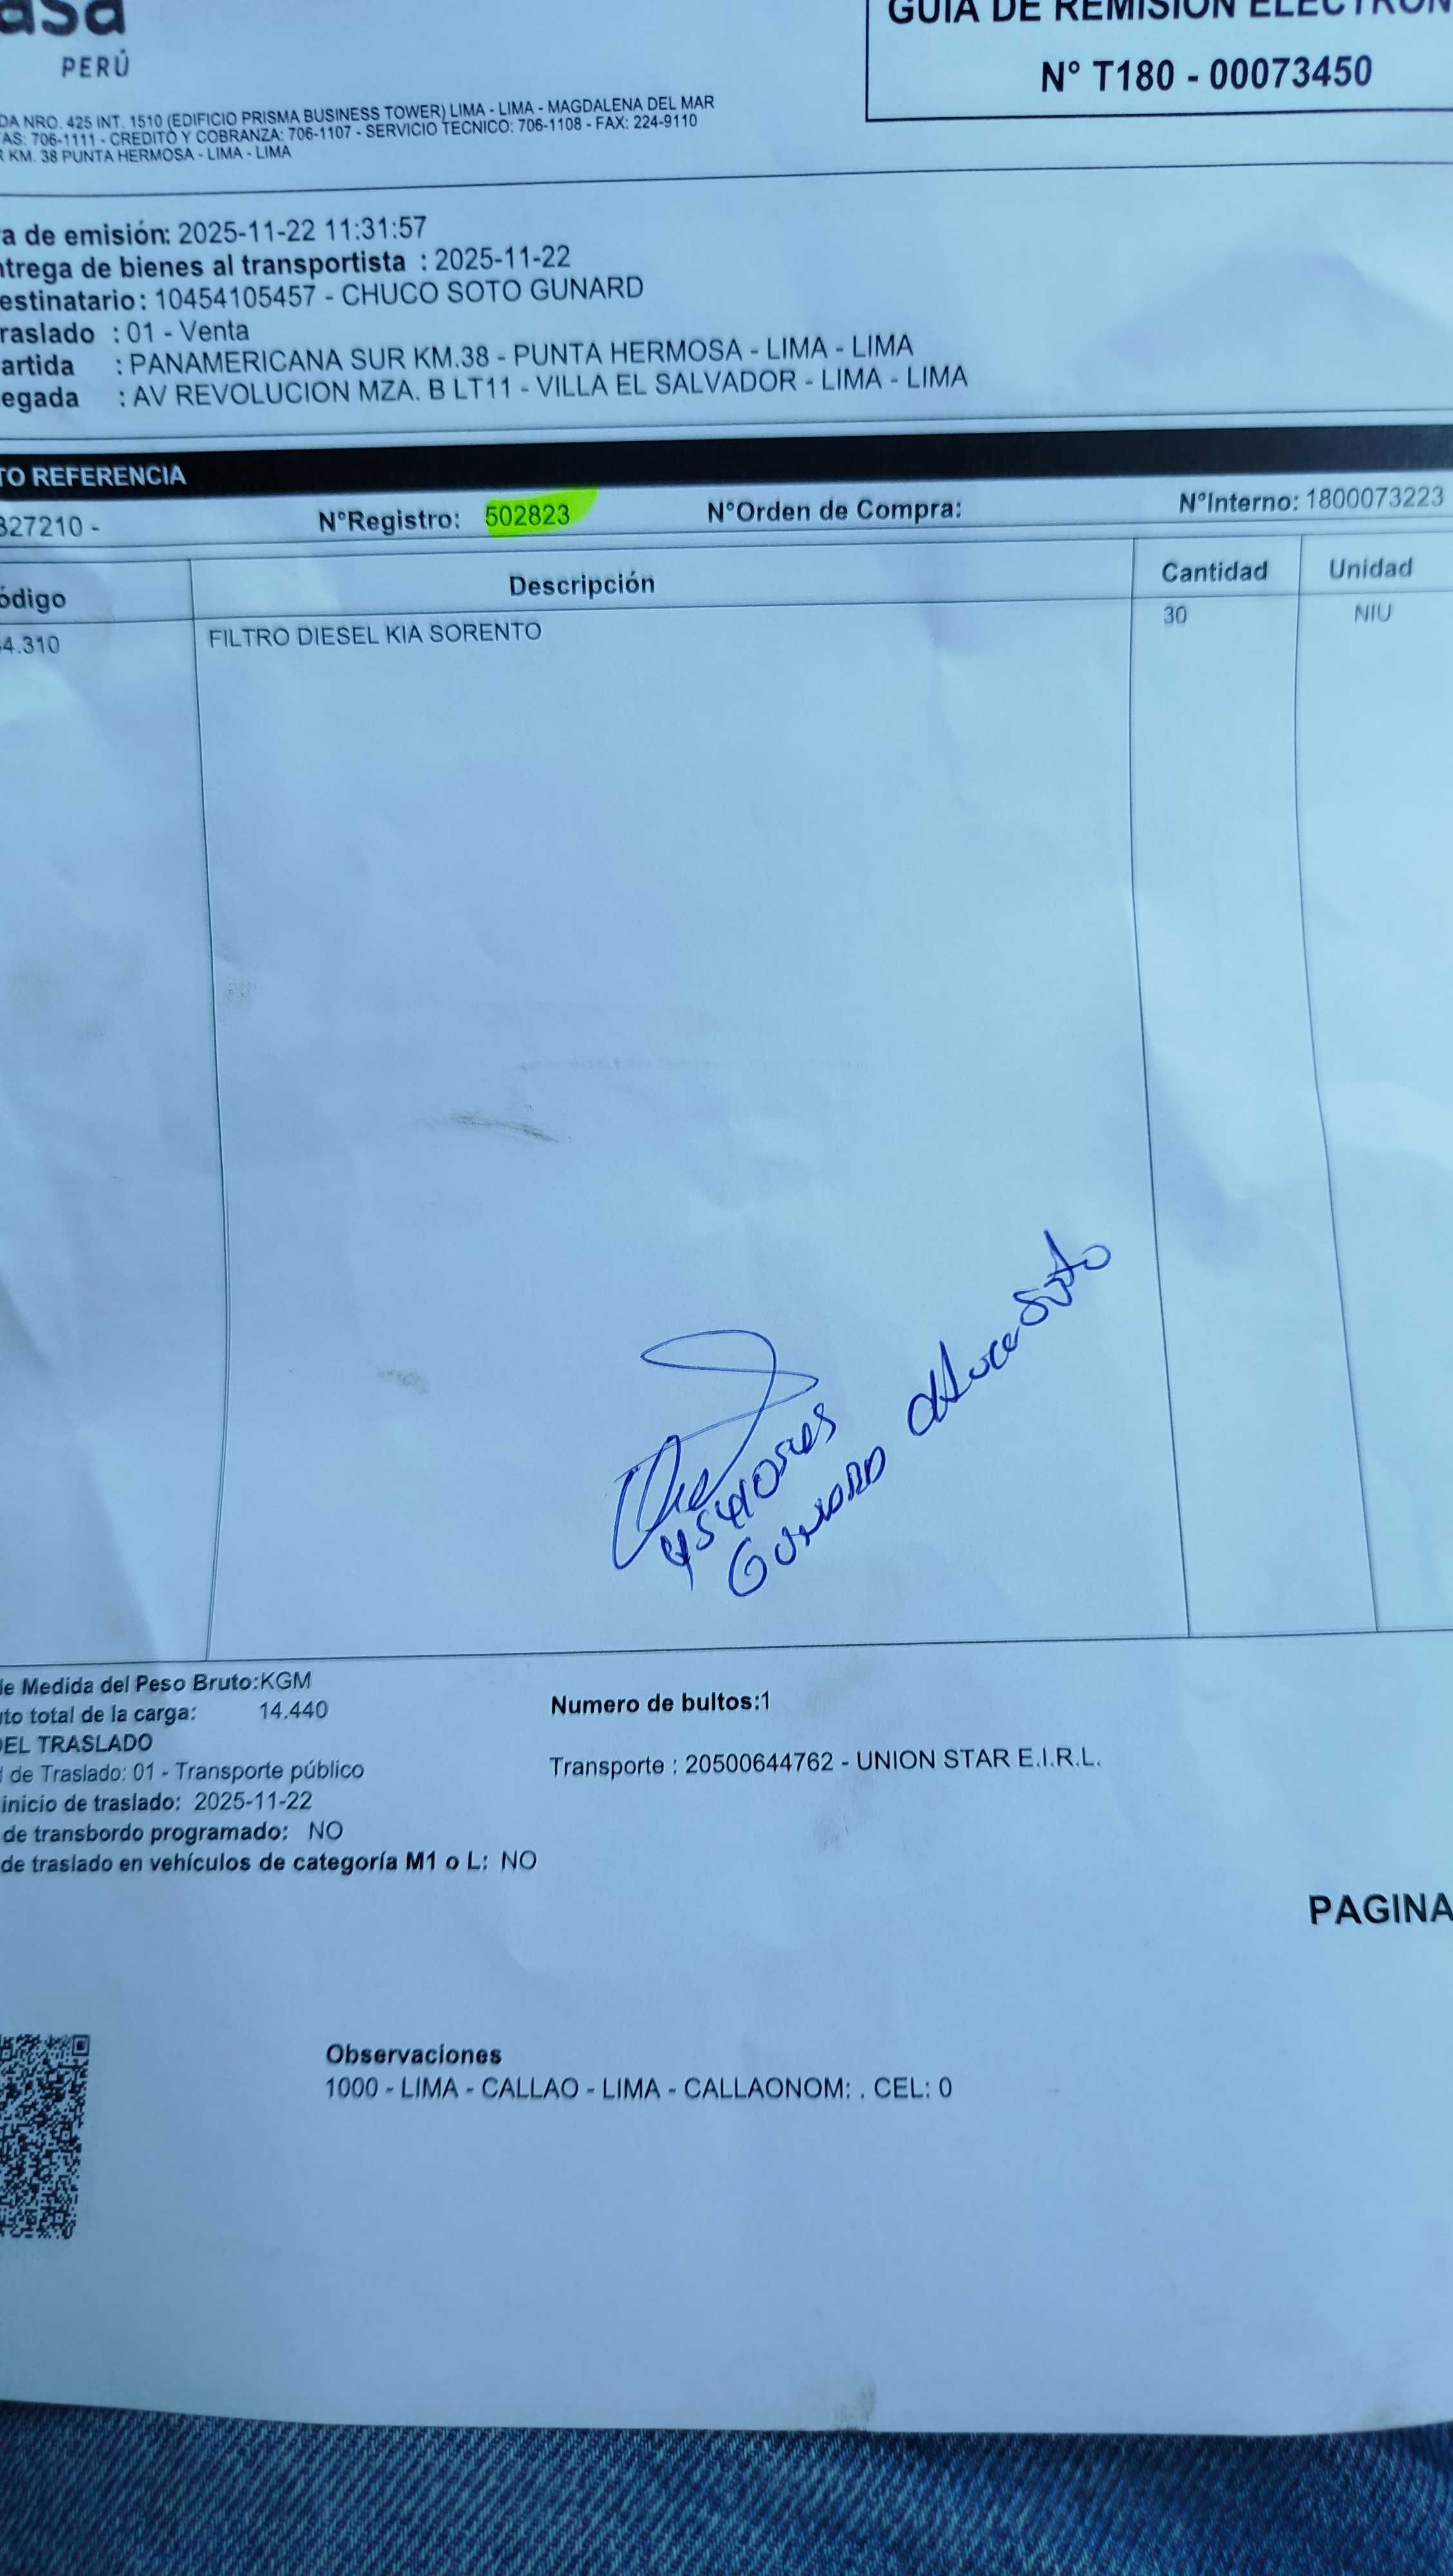 asa
PERÚ
GUIA DE REMISION ELECTRON
N° T180 - 00073450
DA NRO. 425 INT. 1510 (EDIFICIO PRISMA BUSINESS TOWER) LIMA - LIMA - MAGDALENA DEL MAR
AS: 706-1111 - CREDITO Y COBRANZA: 706-1107 - SERVICIO TECNICO: 706-1108 - FAX: 224-9110
R KM. 38 PUNTA HERMOSA - LIMA - LIMA
a de emisión: 2025-11-22 11:31:57
ntrega de bienes al transportista : 2025-11-22
estinatario: 10454105457 - CHUCO SOTO GUNARD
raslado : 01 - Venta
artida : PANAMERICANA SUR KM.38 - PUNTA HERMOSA - LIMA - LIMA
egada : AV REVOLUCION MZA. B LT11 - VILLA EL SALVADOR - LIMA - LIMA
TO REFERENCIA
327210 - N°Registro: 502823 N°Orden de Compra: N°Interno: 1800073223
ódigo Descripción Cantidad Unidad
4.310 FILTRO DIESEL KIA SORENTO 30 NIU
Soto
de Medida del Peso Bruto:KGM
uto total de la carga: 14.440 Numero de bultos:1
DEL TRASLADO
d de Traslado: 01 - Transporte público Transporte : 20500644762 - UNION STAR E.I.R.L.
inicio de traslado: 2025-11-22
de transbordo programado: NO
de traslado en vehículos de categoría M1 o L: NO
PAGINA
Observaciones
1000 - LIMA - CALLAO - LIMA - CALLAONOM: . CEL: 0